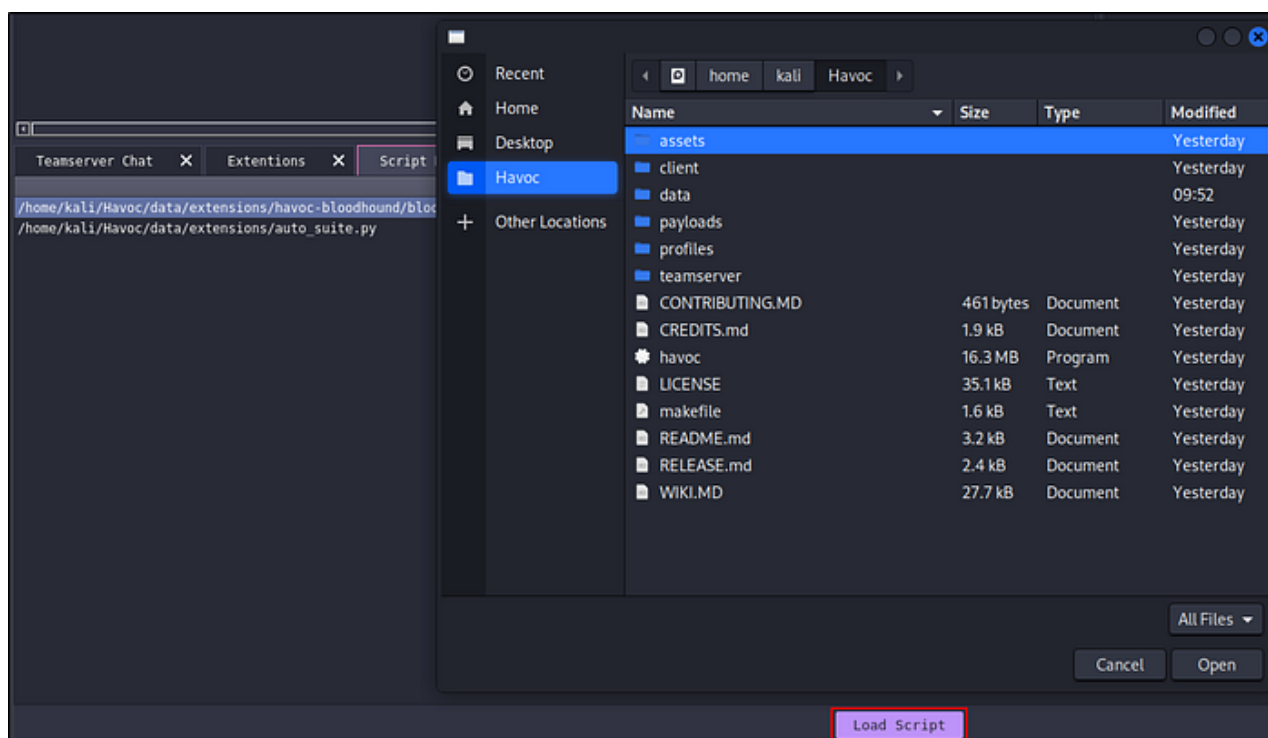 Recent
Home
Desktop
Havoc
Other Locations
home kali Havoc
Name Size Type Modified
assets Yesterday
client Yesterday
data 09:52
payloads Yesterday
profiles Yesterday
teamserver Yesterday
CONTRIBUTING.MD 461 bytes Document Yesterday
CREDITS.md 1.9 kB Document Yesterday
havoc 16.3 MB Program Yesterday
LICENSE 35.1 kB Text Yesterday
makefile 1.6 kB Text Yesterday
README.md 3.2 kB Document Yesterday
RELEASE.md 2.4 kB Document Yesterday
WIKI.MD 27.7 kB Document Yesterday
All Files
Cancel Open
Teamserver Chat X Extentions X Script
/home/kali/Havoc/data/extensions/havoc-bloodhound/bloo
/home/kali/Havoc/data/extensions/auto_suite.py
Load Script